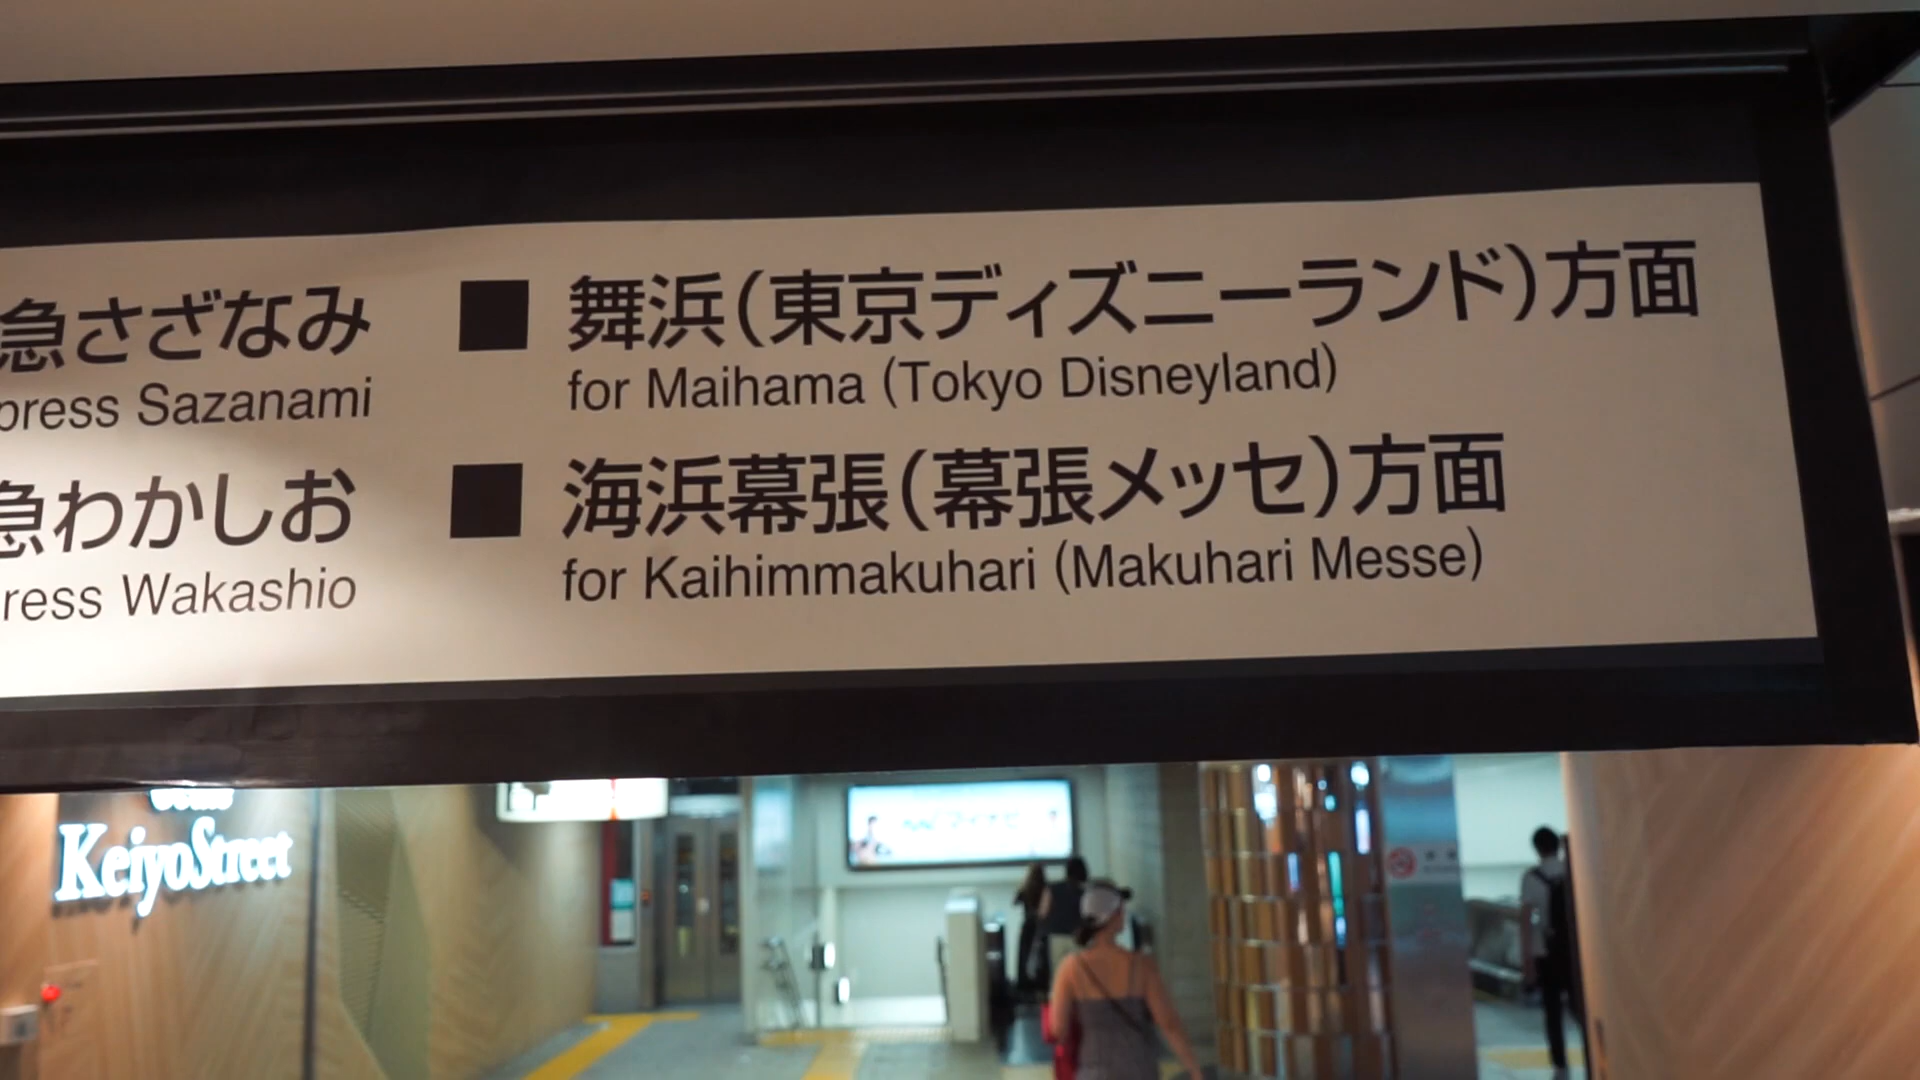 急さざなみ
press Sazanami
急わかしお
ress Wakashio
■ 舞浜(東京ディズニーランド)方面
for Maihama (Tokyo Disneyland)
■ 海浜幕張(幕張メッセ)方面
for Kaihimmakuhari (Makuhari Messe)
KeiyoStreet